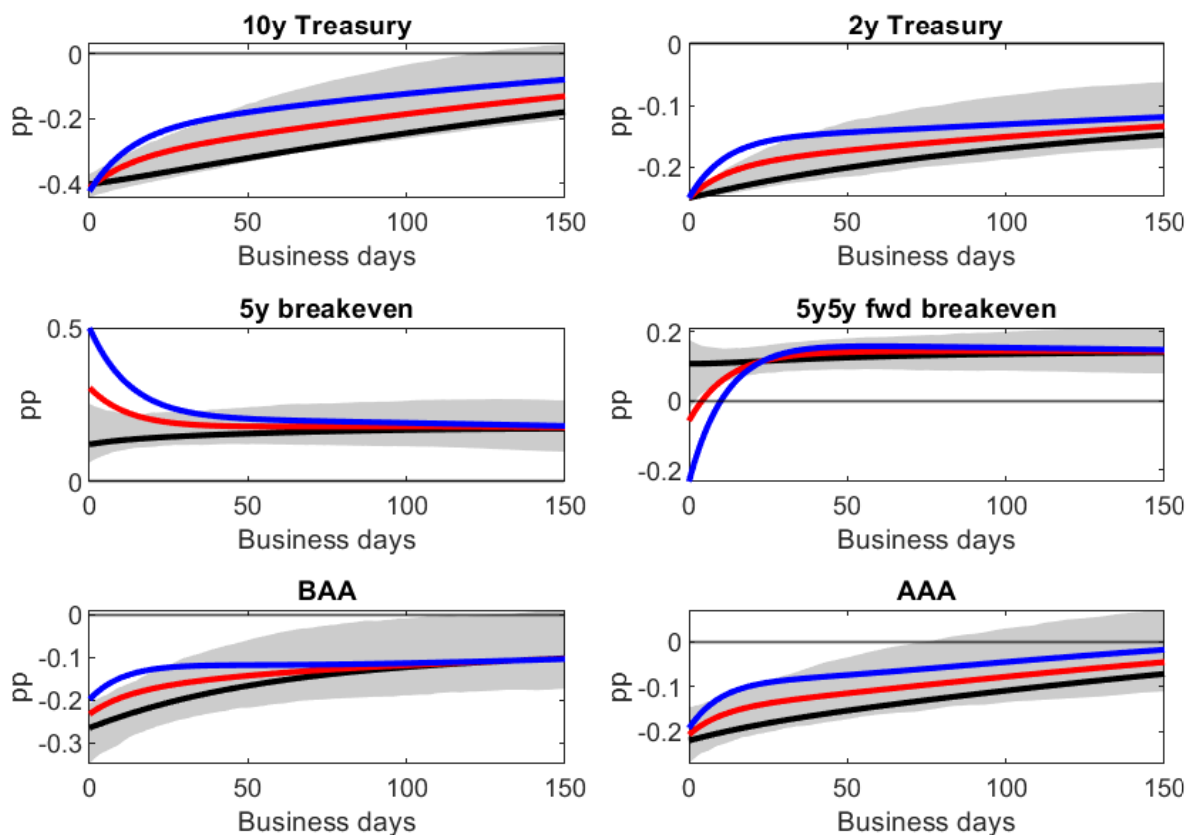 10y Treasury
0
-0.2
-0.4
pp
0 50 100 150
Business days
2y Treasury
0
-0.1
-0.2
pp
0 50 100 150
Business days
5y breakeven
0.5
0
pp
0 50 100 150
Business days
5y5y fwd breakeven
0.2
0
-0.2
pp
0 50 100 150
Business days
BAA
0
-0.1
-0.2
-0.3
pp
0 50 100 150
Business days
AAA
0
-0.1
-0.2
pp
0 50 100 150
Business days